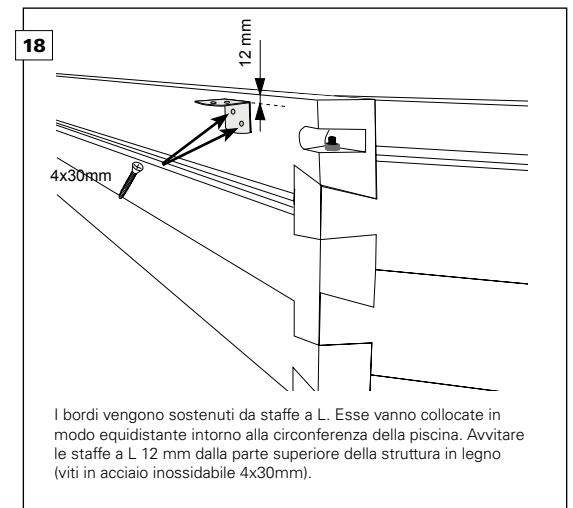 18
12 mm
4x30mm
I bordi vengono sostenuti da staffe a L. Esse vanno collocate in
modo equidistante intorno alla circonferenza della piscina. Avvitare
le staffe a L 12 mm dalla parte superiore della struttura in legno
(viti in acciaio inossidabile 4x30mm).